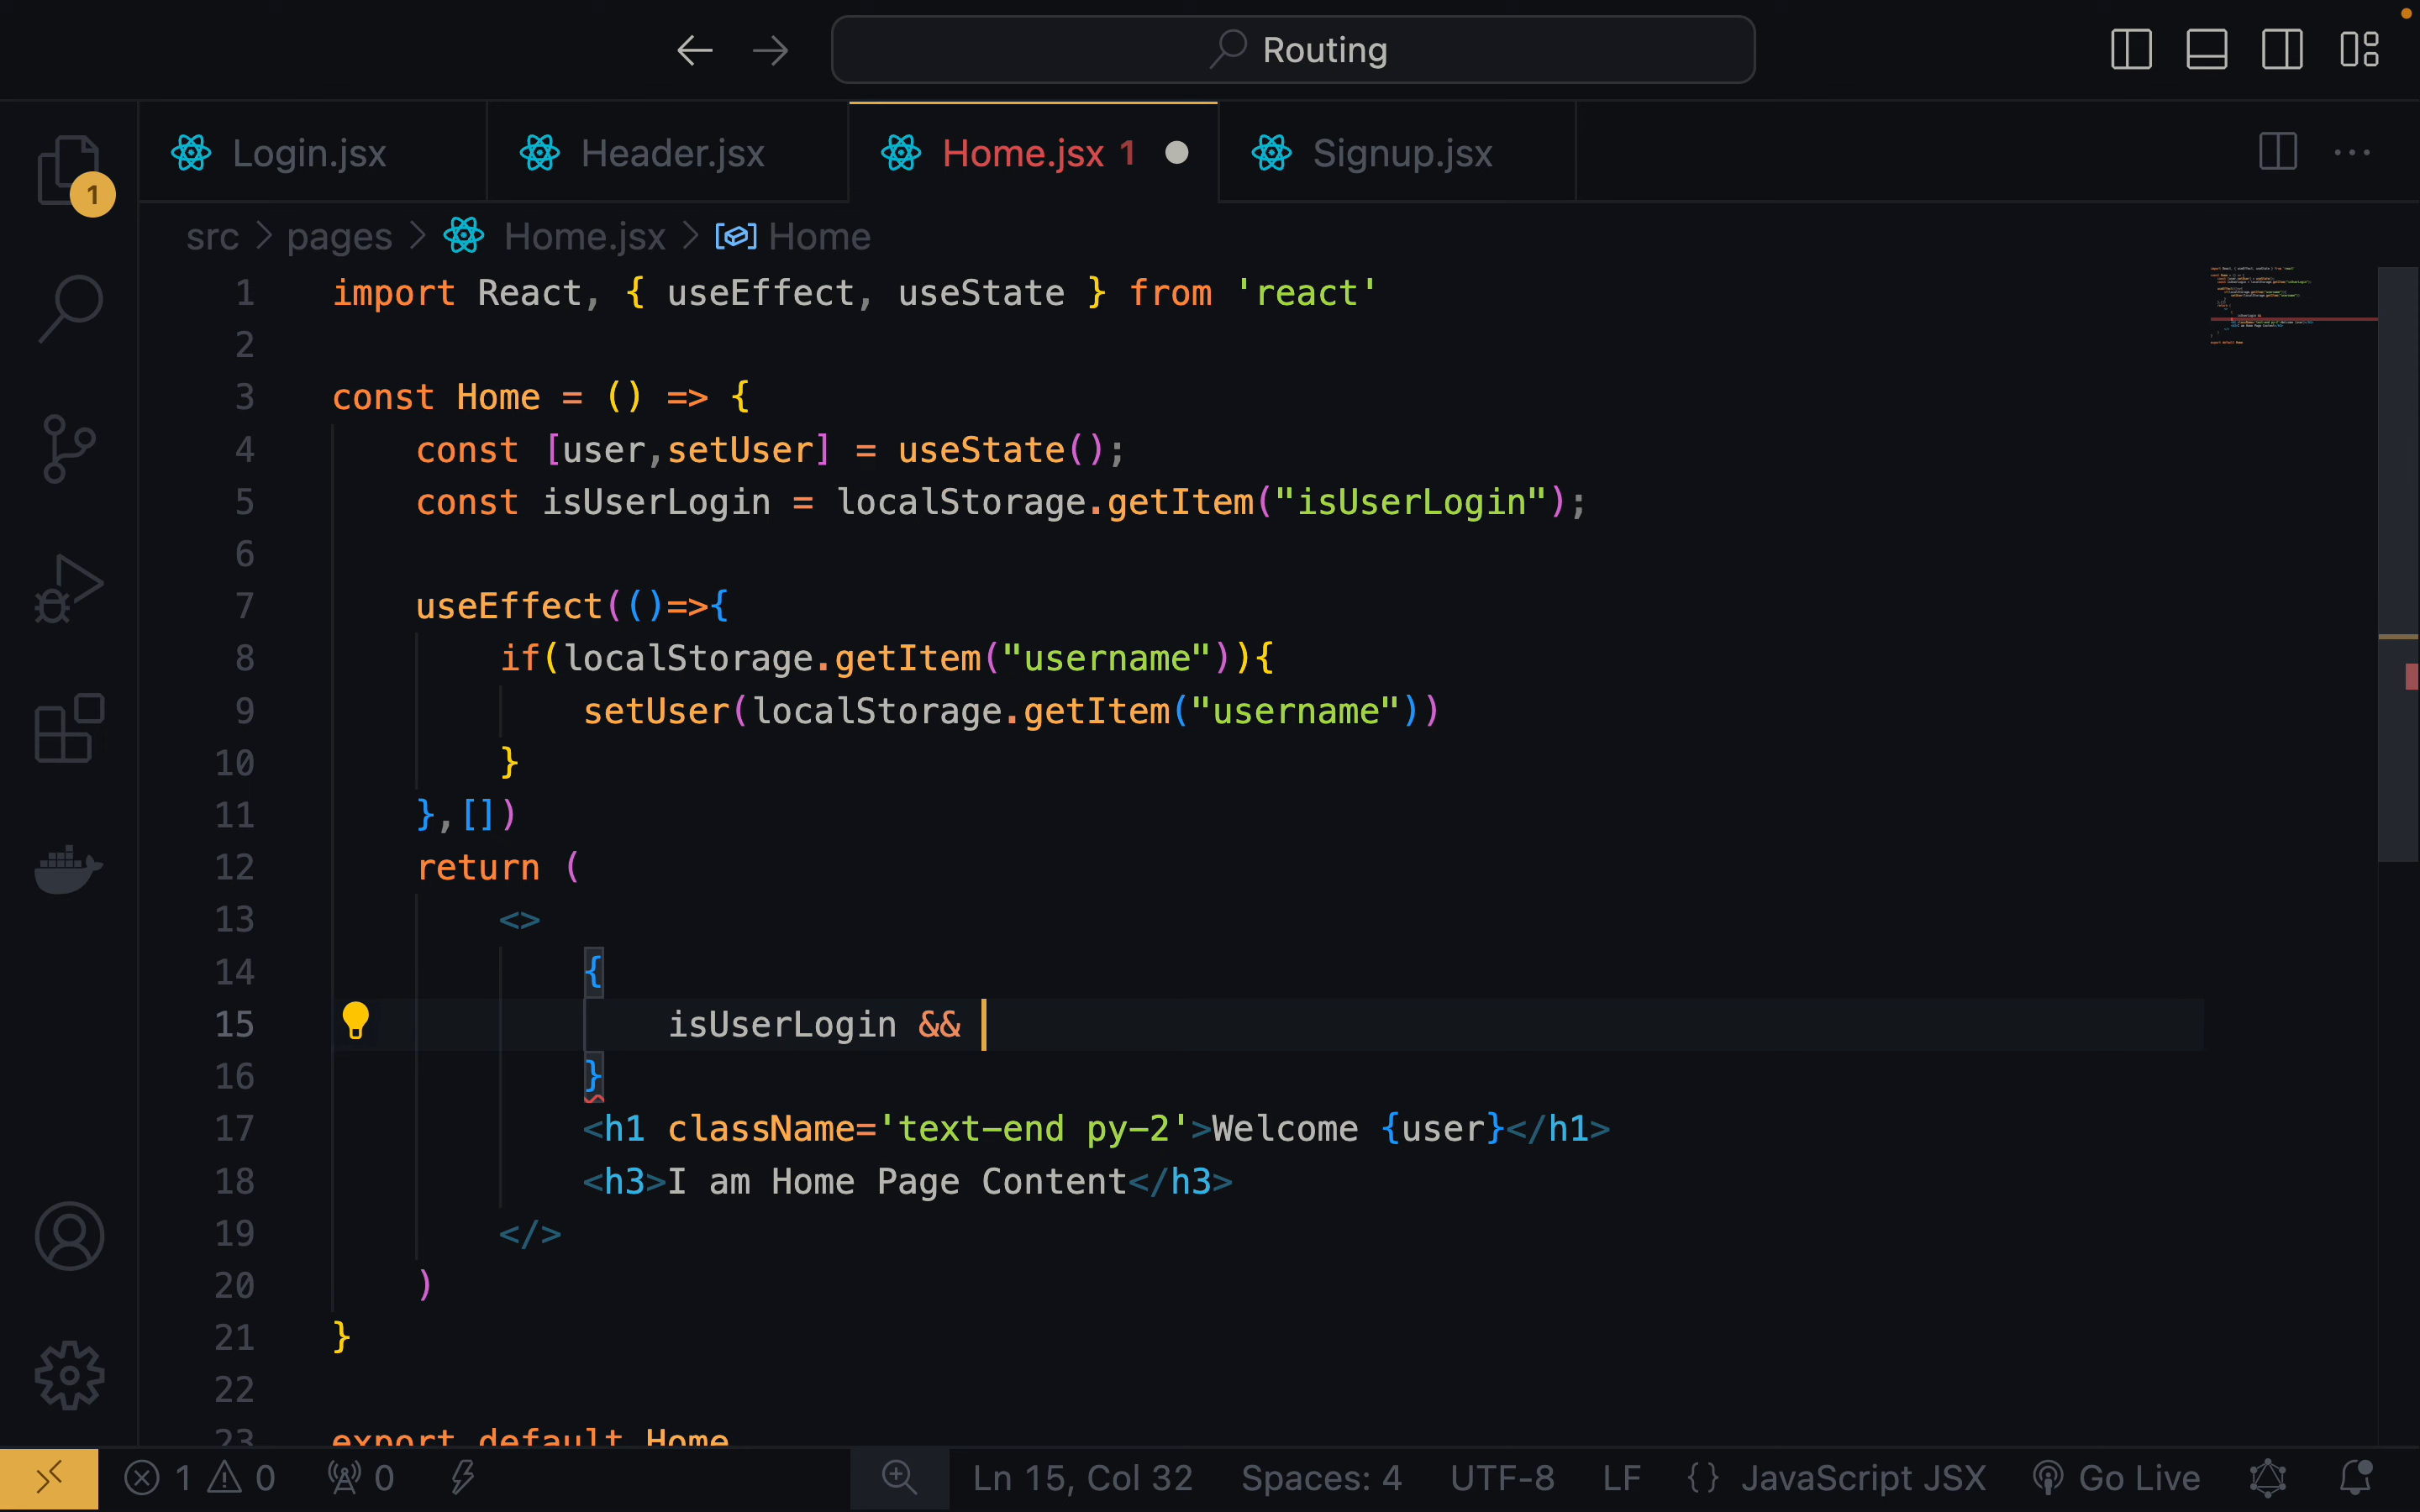 Routing
Login.jsx
Header.jsx
Home.jsx 1
Signup.jsx
1
src > pages > Home.jsx > Home
1 import React, { useEffect, useState } from 'react'
2
3 const Home = () => {
4 const [user,setUser] = useState();
5 const isUserLogin = localStorage.getItem("isUserLogin");
6
7 useEffect(()=>{
8 if(localStorage.getItem("username")){
9 setUser(localStorage.getItem("username"))
10 }
11 },[])
12 return (
13 <>
14 {
15 isUserLogin &&
16 }
17 <h1 className='text-end py-2'>Welcome {user}</h1>
18 <h3>I am Home Page Content</h3>
19 </>
20 )
21 }
22
23 export default Home
1 0 0 Ln 15, Col 32 Spaces: 4 UTF-8 LF {} JavaScript JSX Go Live